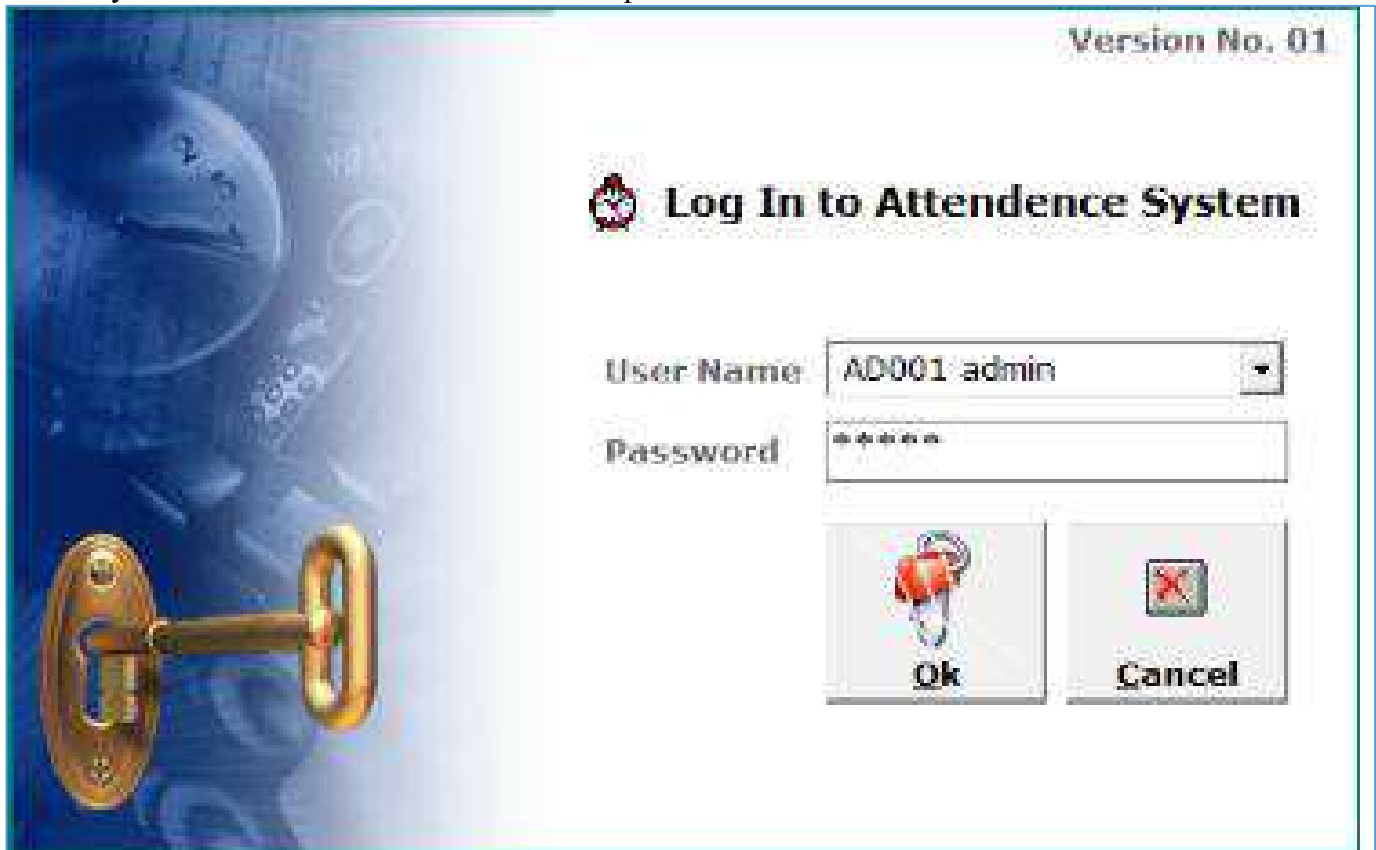 Version No. 01
Log In to Attendence System
User Name AD001 admin
Password *****
Ok Cancel